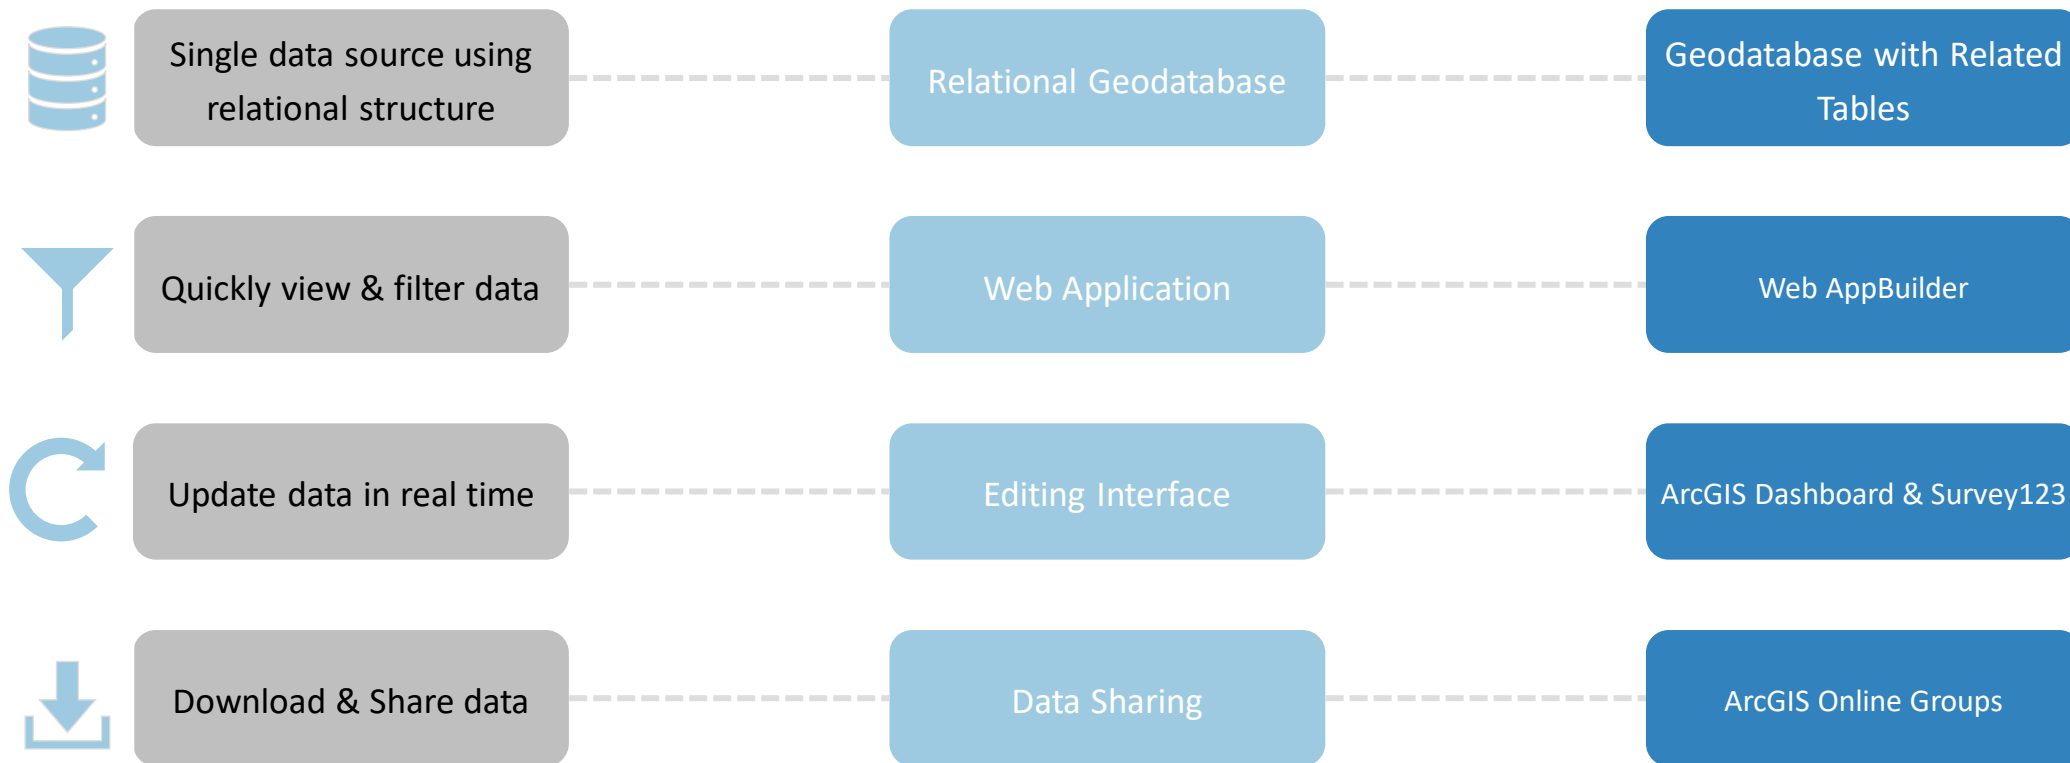 Single data source using
relational structure
Relational Geodatabase
Geodatabase with Related
Tables
Quickly view & filter data
Web Application
Web AppBuilder
Update data in real time
Editing Interface
ArcGIS Dashboard & Survey123
Download & Share data
Data Sharing
ArcGIS Online Groups